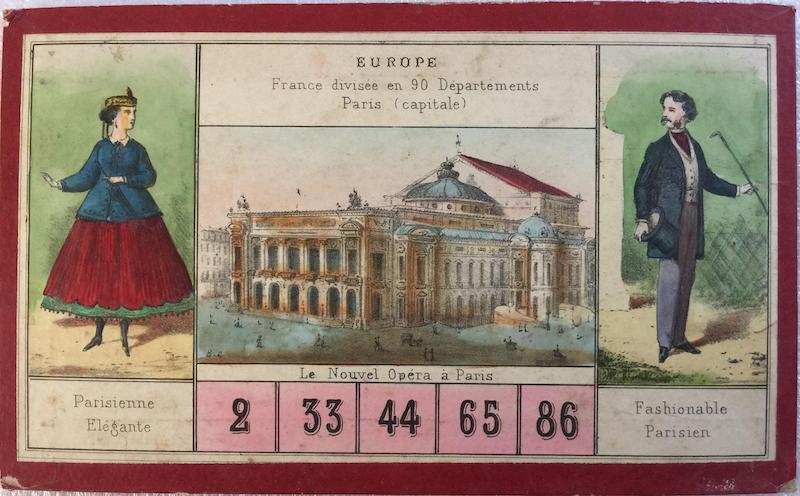 EUROPE
France divisée en 90 Départements
Paris (capitale)
Le Nouvel Opéra à Paris
Parisienne
Elégante
2 33 44 65 86
Fashionable
Parisien